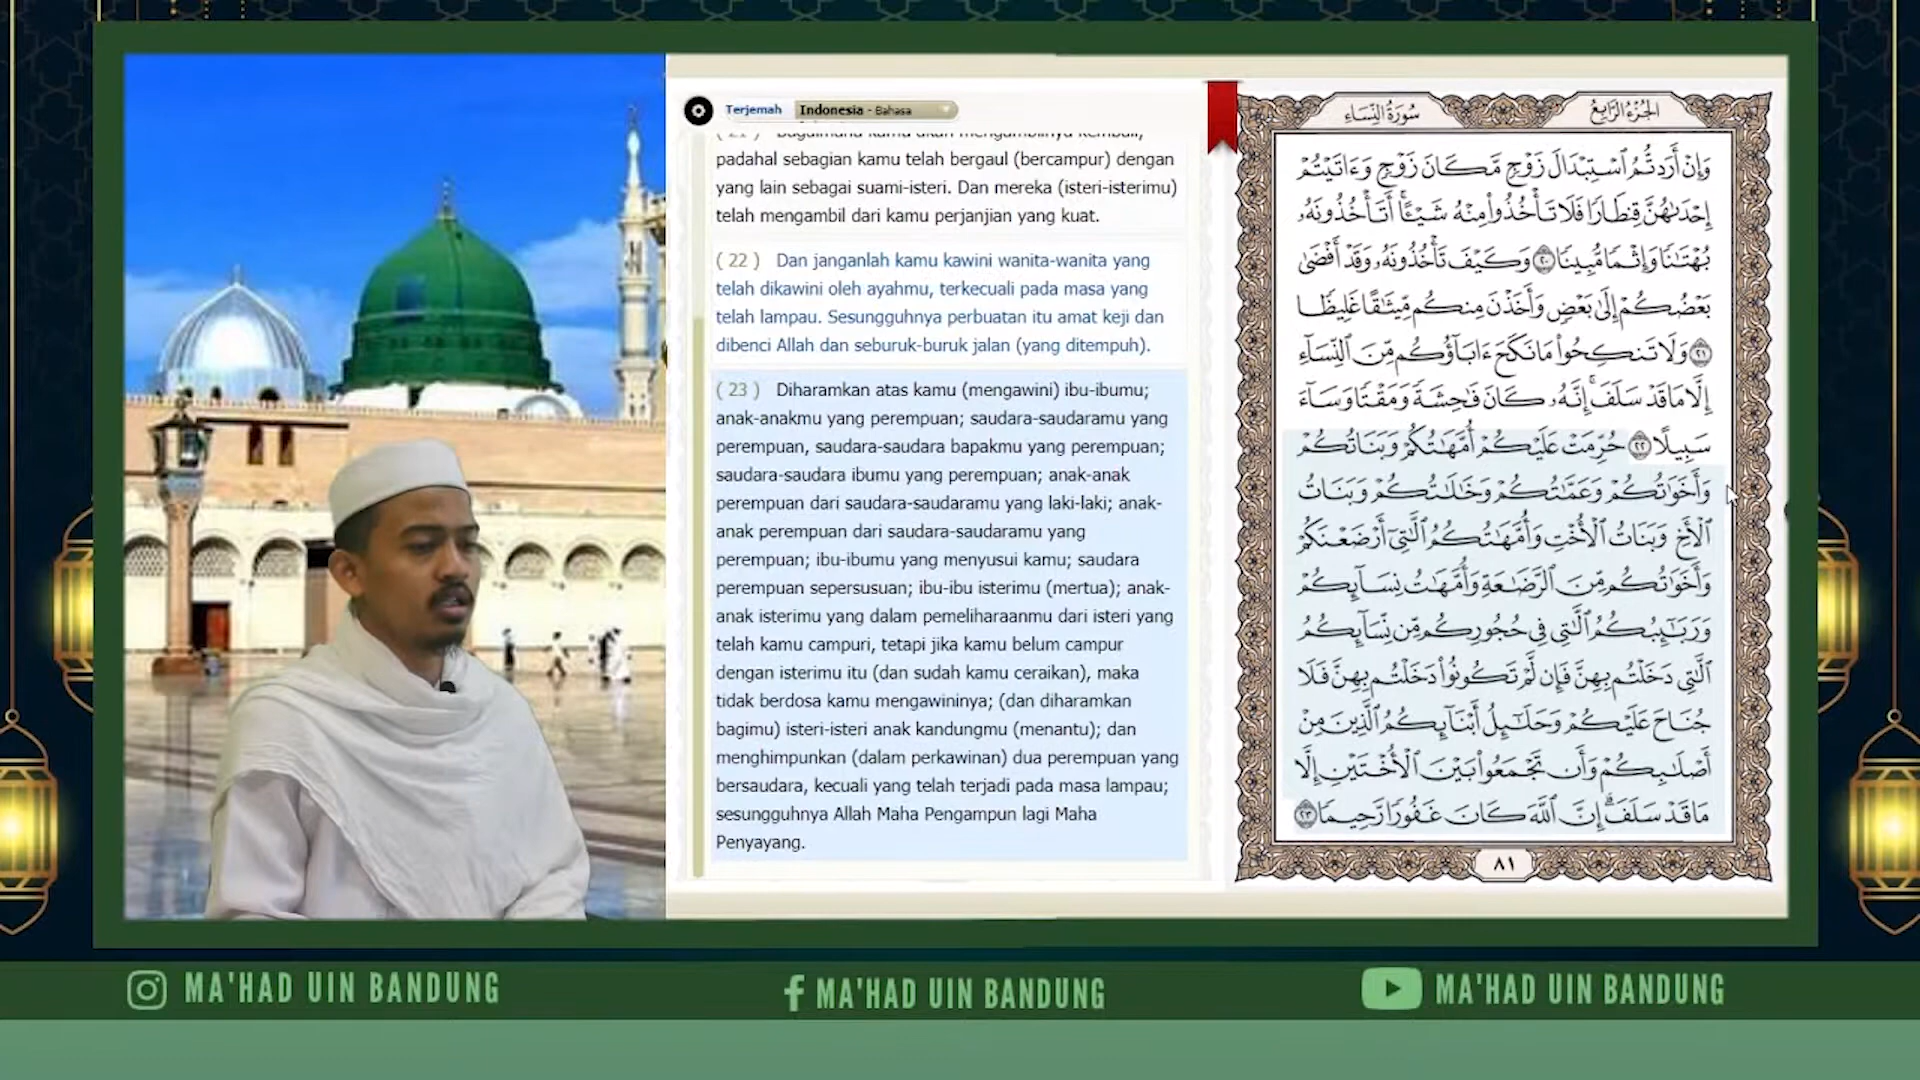 Terjemah Indonesia - Bahasa
( 21 ) Bagaimana kamu akan mengambilnya kembali,
padahal sebagian kamu telah bergaul (bercampur) dengan
yang lain sebagai suami-isteri. Dan mereka (isteri-isterimu)
telah mengambil dari kamu perjanjian yang kuat.
( 22 ) Dan janganlah kamu kawini wanita-wanita yang
telah dikawini oleh ayahmu, terkecuali pada masa yang
telah lampau. Sesungguhnya perbuatan itu amat keji dan
dibenci Allah dan seburuk-buruk jalan (yang ditempuh).
( 23 ) Diharamkan atas kamu (mengawini) ibu-ibumu;
anak-anakmu yang perempuan; saudara-saudaramu yang
perempuan, saudara-saudara bapakmu yang perempuan;
saudara-saudara ibumu yang perempuan; anak-anak
perempuan dari saudara-saudaramu yang laki-laki; anak-
anak perempuan dari saudara-saudaramu yang
perempuan; ibu-ibumu yang menyusui kamu; saudara
perempuan sepersusuan; ibu-ibu isterimu (mertua); anak-
anak isterimu yang dalam pemeliharaanmu dari isteri yang
telah kamu campuri, tetapi jika kamu belum campur
dengan isterimu itu (dan sudah kamu ceraikan), maka
tidak berdosa kamu mengawininya; (dan diharamkan
bagimu) isteri-isteri anak kandungmu (menantu); dan
menghimpunkan (dalam perkawinan) dua perempuan yang
bersaudara, kecuali yang telah terjadi pada masa lampau;
sesungguhnya Allah Maha Pengampun lagi Maha
Penyayang.
الجُزْءُ الرَّابِعُ سُورَةُ النِّسَاءِ
وَإِنْ أَرَدتُّمُ ٱسْتِبْدَالَ زَوْجٍ مَّكَانَ زَوْجٍ وَءَاتَيْتُمْ
إِحْدَىٰهُنَّ قِنطَارًا فَلَا تَأْخُذُوا۟ مِنْهُ شَيْـًٔا ۚ أَتَأْخُذُونَهُۥ
بُهْتَـٰنًا وَإِثْمًا مُّبِينًا ٢٠ وَكَيْفَ تَأْخُذُونَهُۥ وَقَدْ أَفْضَىٰ
بَعْضُكُمْ إِلَىٰ بَعْضٍ وَأَخَذْنَ مِنكُم مِّيثَـٰقًا غَلِيظًا
٢١ وَلَا تَنكِحُوا۟ مَا نَكَحَ ءَابَآؤُكُم مِّنَ ٱلنِّسَآءِ
إِلَّا مَا قَدْ سَلَفَ ۚ إِنَّهُۥ كَانَ فَـٰحِشَةً وَمَقْتًا وَسَآءَ
سَبِيلًا ٢٢ حُرِّمَتْ عَلَيْكُمْ أُمَّهَـٰتُكُمْ وَبَنَاتُكُمْ
وَأَخَوَٰتُكُمْ وَعَمَّـٰتُكُمْ وَخَـٰلَـٰتُكُمْ وَبَنَاتُ
ٱلْأَخِ وَبَنَاتُ ٱلْأُخْتِ وَأُمَّهَـٰتُكُمُ ٱلَّـٰتِىٓ أَرْضَعْنَكُمْ
وَأَخَوَٰتُكُم مِّنَ ٱلرَّضَـٰعَةِ وَأُمَّهَـٰتُ نِسَآئِكُمْ
وَرَبَـٰٓئِبُكُمُ ٱلَّـٰتِى فِى حُجُورِكُم مِّن نِّسَآئِكُمُ
ٱلَّـٰتِى دَخَلْتُم بِهِنَّ فَإِن لَّمْ تَكُونُوا۟ دَخَلْتُم بِهِنَّ فَلَا
جُنَاحَ عَلَيْكُمْ وَحَلَـٰٓئِلُ أَبْنَآئِكُمُ ٱلَّذِينَ مِنْ
أَصْلَـٰبِكُمْ وَأَن تَجْمَعُوا۟ بَيْنَ ٱلْأُخْتَيْنِ إِلَّا
مَا قَدْ سَلَفَ ۗ إِنَّ ٱللَّهَ كَانَ غَفُورًا رَّحِيمًا ٢٣
٨١
MA'HAD UIN BANDUNG
MA'HAD UIN BANDUNG
MA'HAD UIN BANDUNG